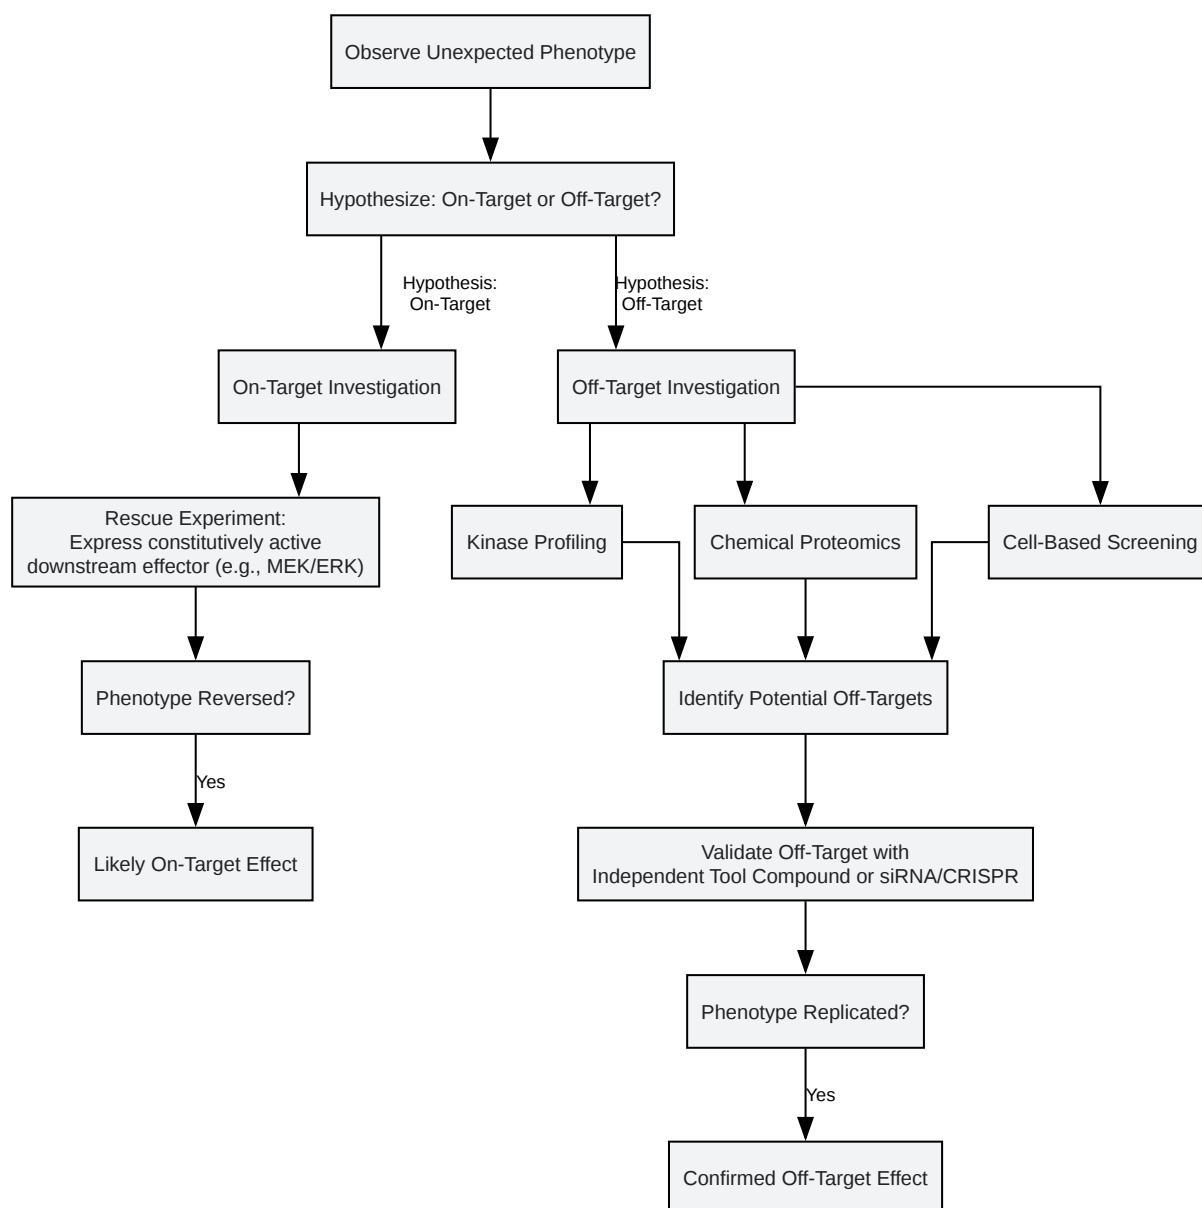 Observe Unexpected Phenotype
Hypothesize: On-Target or Off-Target?
Hypothesis:
On-Target
Hypothesis:
Off-Target
On-Target Investigation
Off-Target Investigation
Rescue Experiment:
Express constitutively active
downstream effector (e.g., MEK/ERK)
Kinase Profiling
Chemical Proteomics
Cell-Based Screening
Phenotype Reversed?
Identify Potential Off-Targets
Yes
Likely On-Target Effect
Validate Off-Target with
Independent Tool Compound or siRNA/CRISPR
Phenotype Replicated?
Yes
Confirmed Off-Target Effect